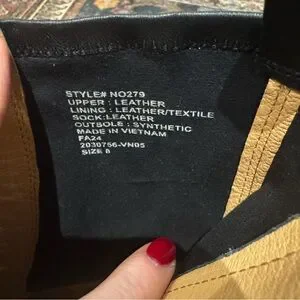 STYLE# NO279
UPPER : LEATHER
LINING : LEATHER/TEXTILE
SOCK:LEATHER
OUTSOLE : SYNTHETIC
MADE IN VIETNAM
FA24
2030756-VN05
SIZE 8